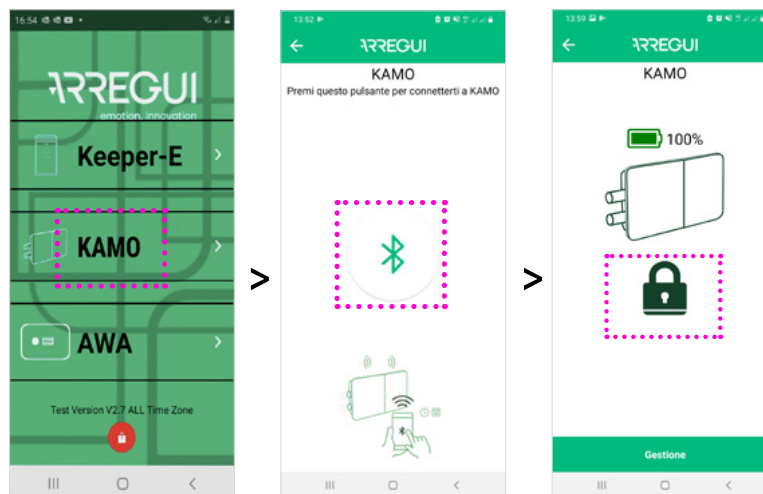 16:54
ARREGUI
emotion, innovation
Keeper-E >
KAMO >
AWA >
Test Version V2.7 ALL Time Zone
>
13:52
ARREGUI
KAMO
Premi questo pulsante per connetterti a KAMO
>
13:59
ARREGUI
KAMO
100%
Gestione